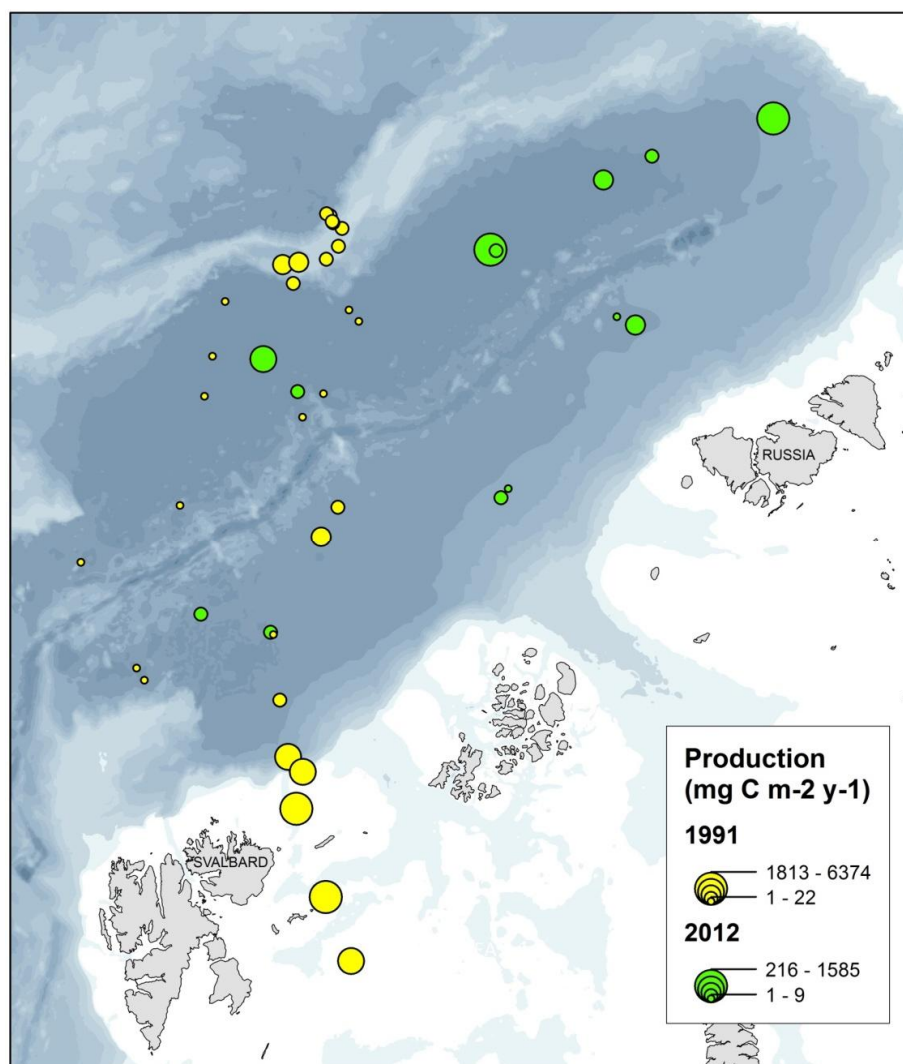 RUSSIA
SVALBARD
Production
(mg C m-2 y-1)
1991
1813 - 6374
1 - 22
2012
216 - 1585
1 - 9